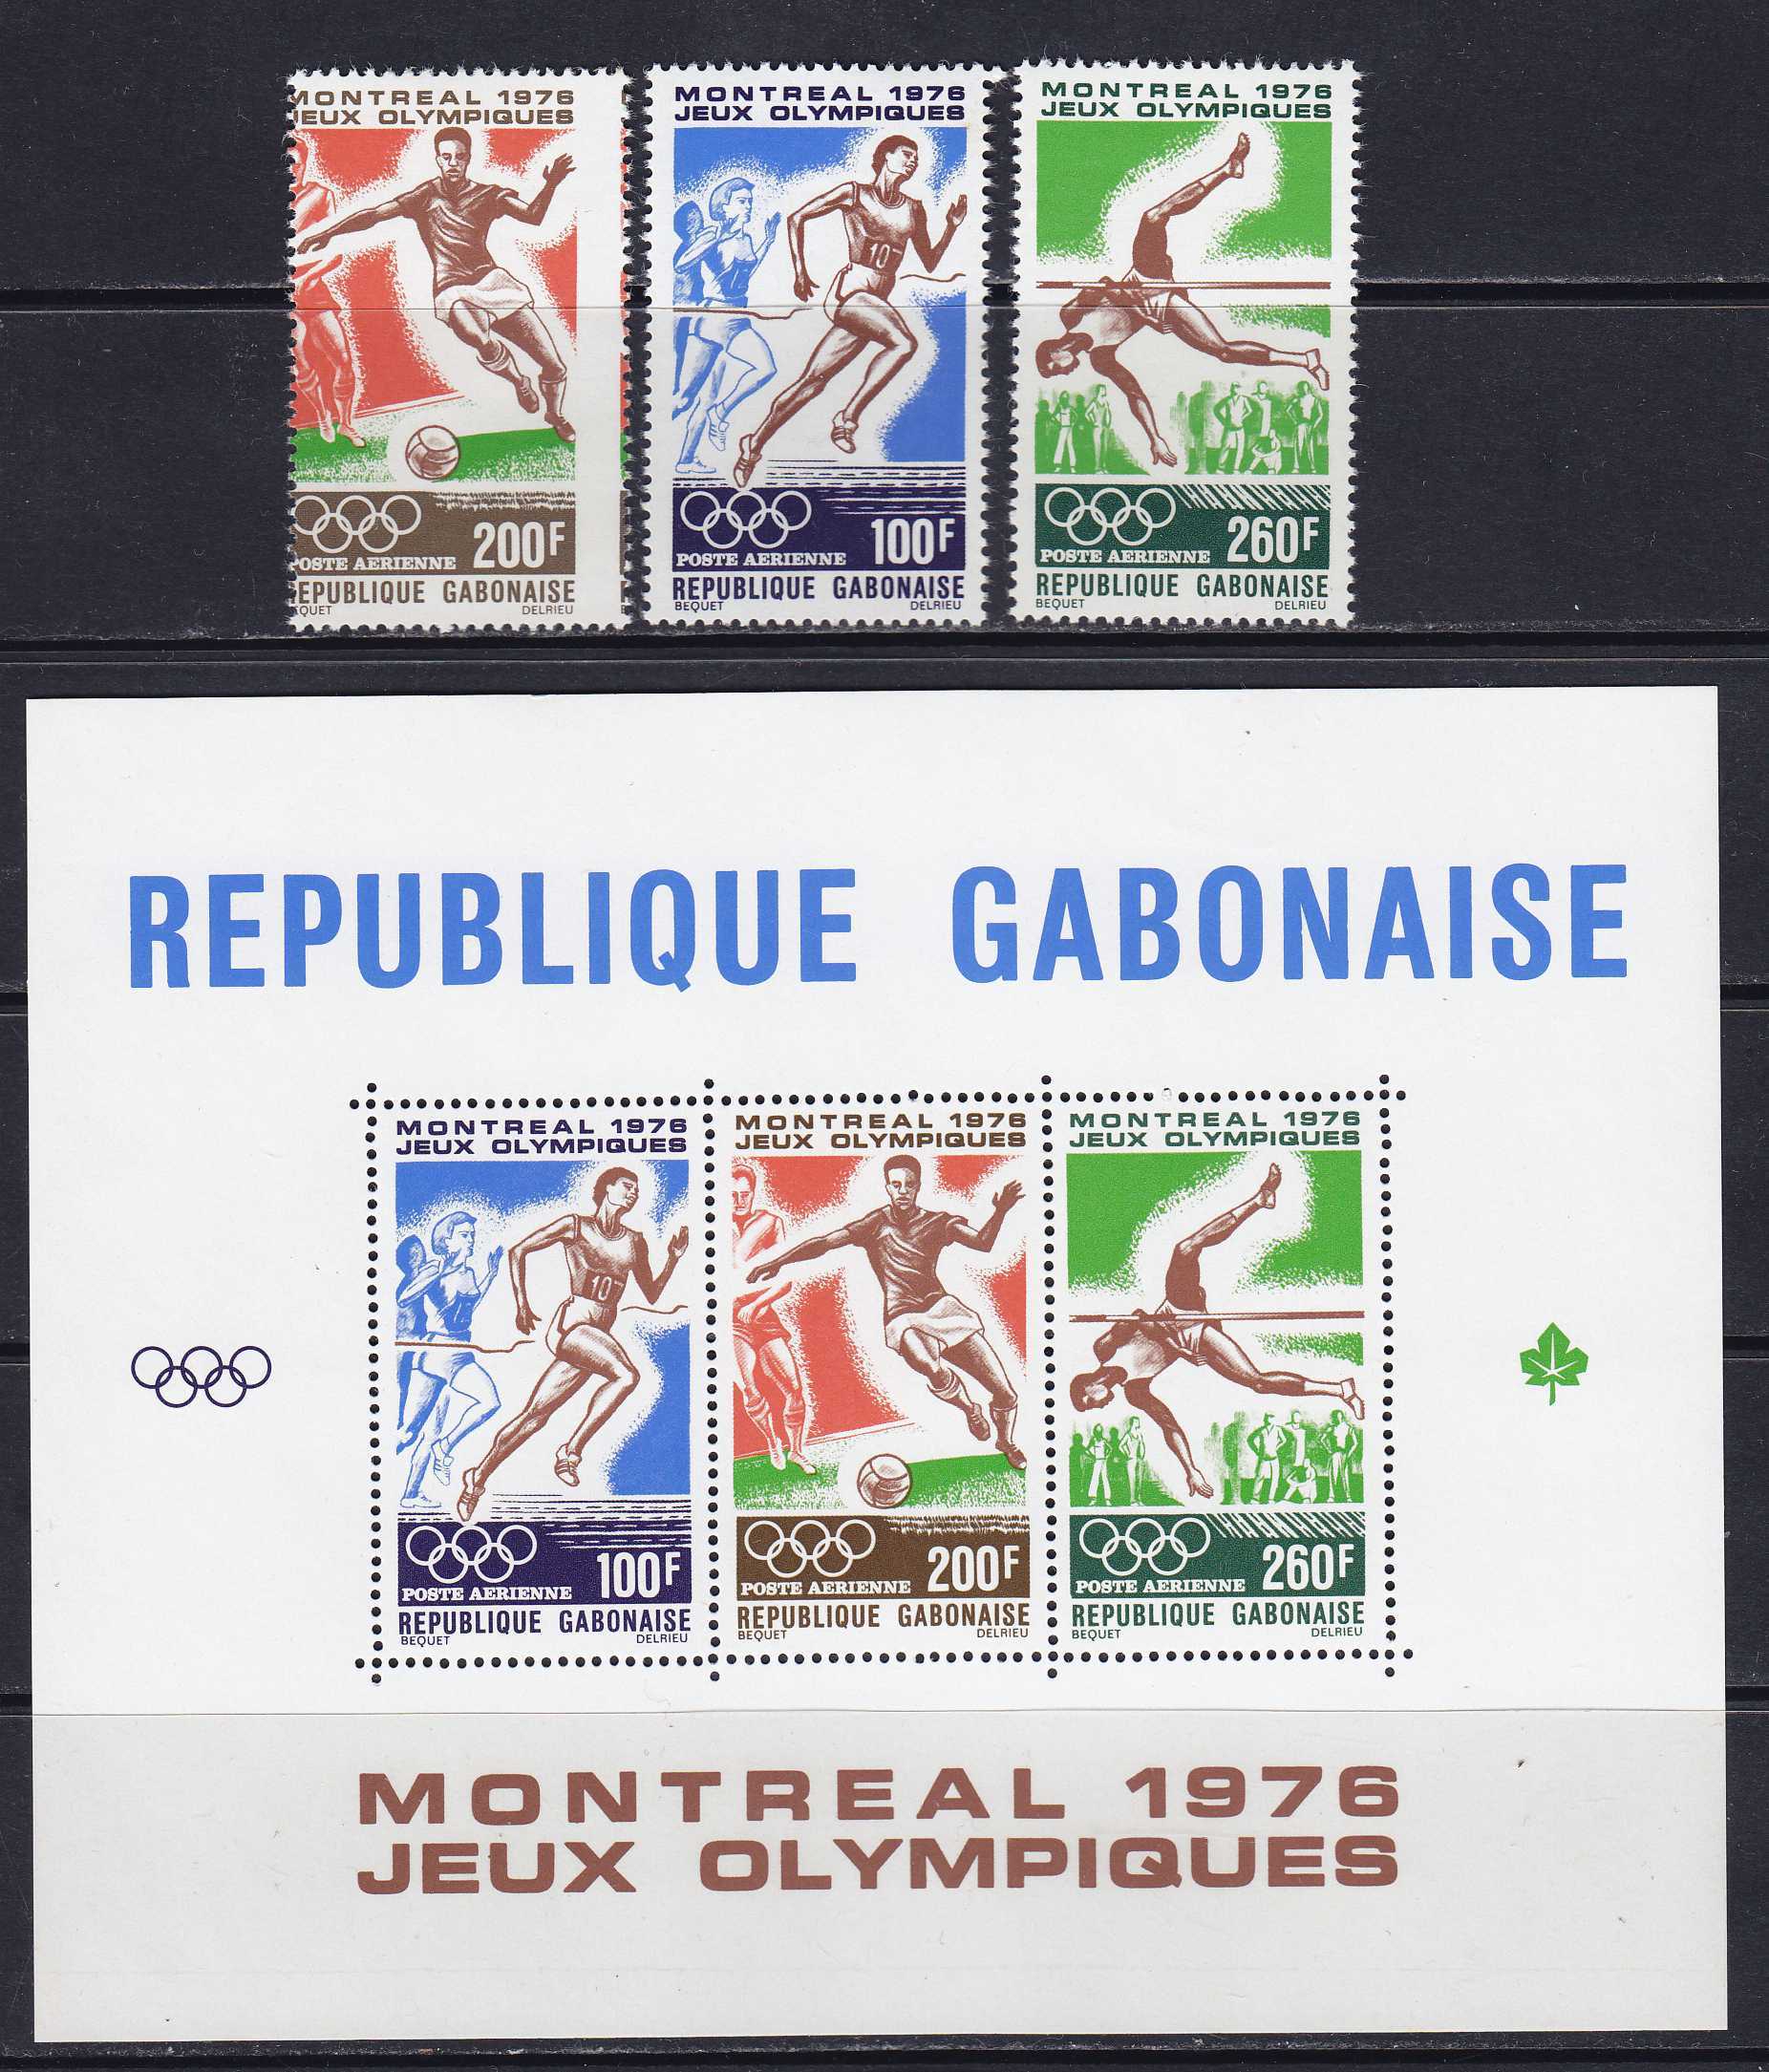 MONTREAL 1976
JEUX OLYMPIQUES
200F
POSTE AERIENNE
REPUBLIQUE GABONAISE
BEQUET DELRIEU
MONTREAL 1976
JEUX OLYMPIQUES
10
100F
POSTE AERIENNE
REPUBLIQUE GABONAISE
BEQUET DELRIEU
MONTREAL 1976
JEUX OLYMPIQUES
260F
POSTE AERIENNE
REPUBLIQUE GABONAISE
BEQUET DELRIEU
REPUBLIQUE GABONAISE
MONTREAL 1976
JEUX OLYMPIQUES
10
100F
POSTE AERIENNE
REPUBLIQUE GABONAISE
BEQUET DELRIEU
MONTREAL 1976
JEUX OLYMPIQUES
200F
POSTE AERIENNE
REPUBLIQUE GABONAISE
BEQUET DELRIEU
MONTREAL 1976
JEUX OLYMPIQUES
260F
POSTE AERIENNE
REPUBLIQUE GABONAISE
BEQUET DELRIEU
MONTREAL 1976
JEUX OLYMPIQUES